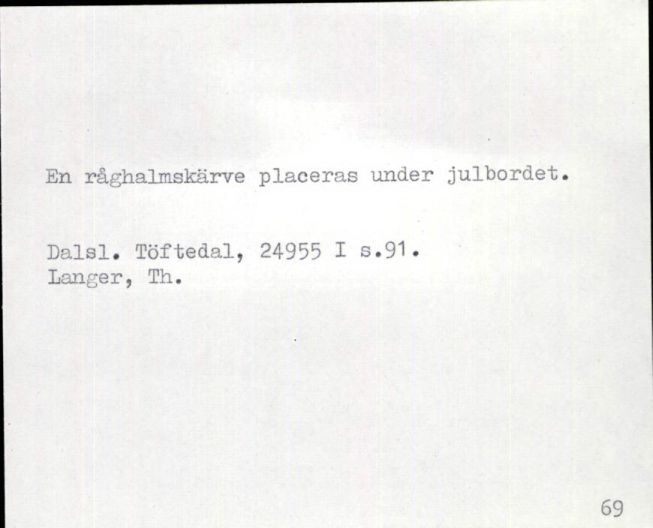 En råghalmskärve placeras under julbordet.
Dalsl. Töftedal, 24955 I s.91.
Langer, Th.
69